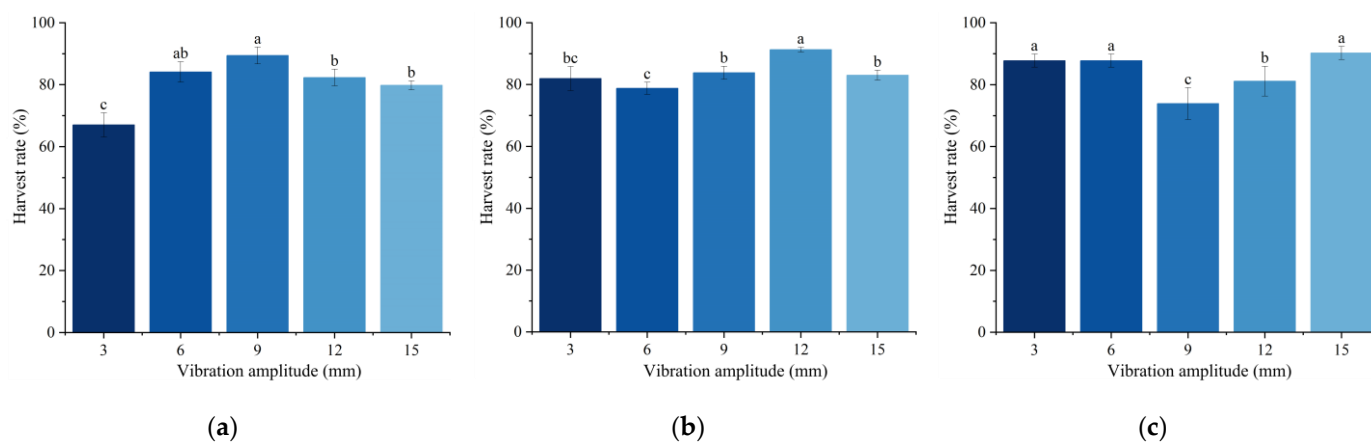 100
80
60
40
20
0
Harvest rate (%)
c
ab
a
b
b
3 6 9 12 15
Vibration amplitude (mm)
(a)
100
80
60
40
20
0
Harvest rate (%)
bc
c
b
a
b
3 6 9 12 15
Vibration amplitude (mm)
(b)
100
80
60
40
20
0
Harvest rate (%)
a
a
c
b
a
3 6 9 12 15
Vibration amplitude (mm)
(c)